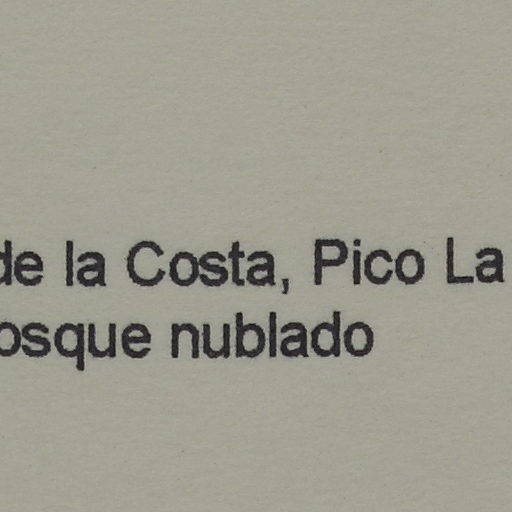 de la Costa, Pico La
osque nublado